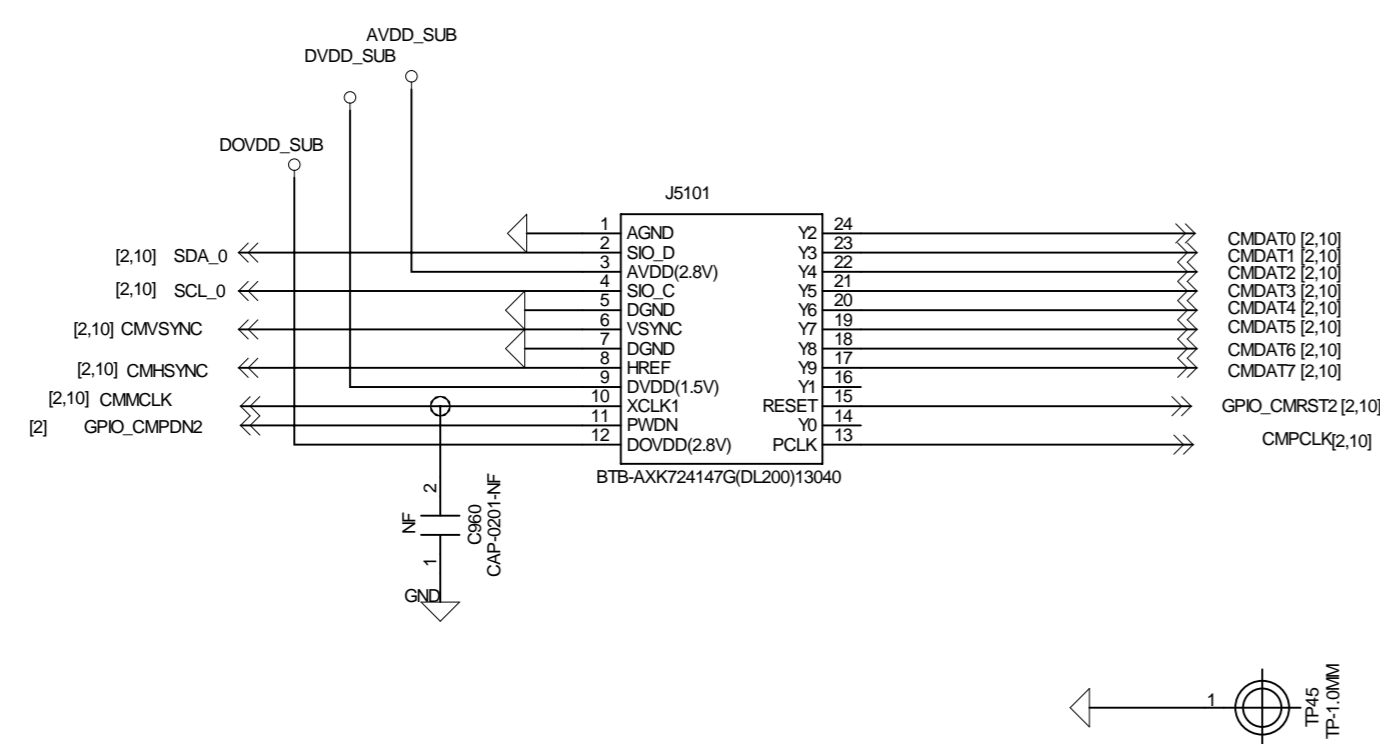 AVDD_SUB
DVDD_SUB
DOVDD_SUB
J5101
1 AGND Y2 24
2 SIO_D Y3 23
3 AVDD(2.8V) Y4 22
4 SIO_C Y5 21
5 DGND Y6 20
6 VSYNC Y7 19
7 DGND Y8 18
8 HREF Y9 17
9 DVDD(1.5V) Y1 16
10 XCLK1 RESET 15
11 PWDN Y0 14
12 DOVDD(2.8V) PCLK 13
BTB-AXK724147G(DL200)13040
[2,10] SDA_0
[2,10] SCL_0
[2,10] CMVSYNC
[2,10] CMHSYNC
[2,10] CMMCLK
[2] GPIO_CMPDN2
CMDAT0 [2,10]
CMDAT1 [2,10]
CMDAT2 [2,10]
CMDAT3 [2,10]
CMDAT4 [2,10]
CMDAT5 [2,10]
CMDAT6 [2,10]
CMDAT7 [2,10]
GPIO_CMRST2 [2,10]
CMPCLK[2,10]
2
NF
1
C960
CAP-0201-NF
GND
1
TP45
TP-1.0MM